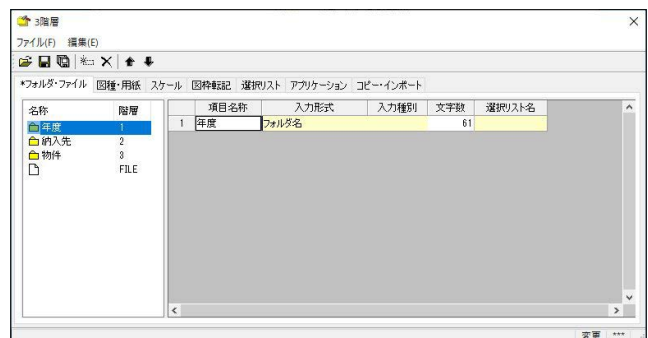 3階層
ファイル(F) 編集(E)
*フォルダ・ファイル 図種・用紙 スケール 図枠転記 選択リスト アプリケーション コピー・インポート
名称 階層
年度 1
納入先 2
物件 3
FILE
項目名称 入力形式 入力種別 文字数 選択リスト名
1 年度 フォルダ名 61
変更 ***